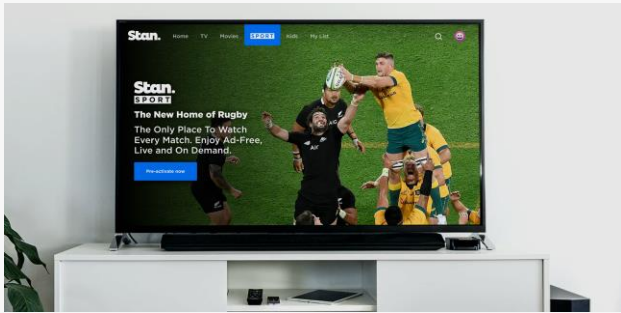 Stan. Home TV Movies SPORT Kids My List
Stan.
SPORT
The New Home of Rugby
The Only Place To Watch
Every Match. Enjoy Ad-Free,
Live and On Demand.
Pre-activate now
AIG